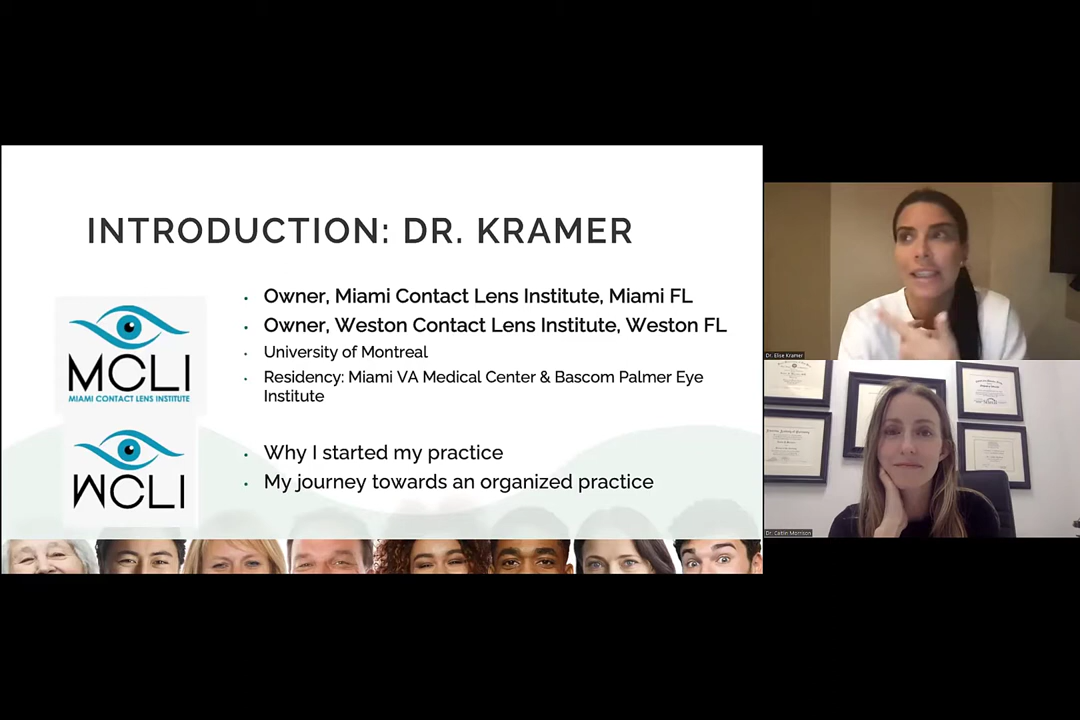 INTRODUCTION: DR. KRAMER
Owner, Miami Contact Lens Institute, Miami FL
Owner, Weston Contact Lens Institute, Weston FL
University of Montreal
Residency: Miami VA Medical Center & Bascom Palmer Eye
Institute
Why I started my practice
My journey towards an organized practice
MCLI
MIAMI CONTACT LENS INSTITUTE
WCLI
Dr. Elise Kramer
Dr. Caitlin Morrison